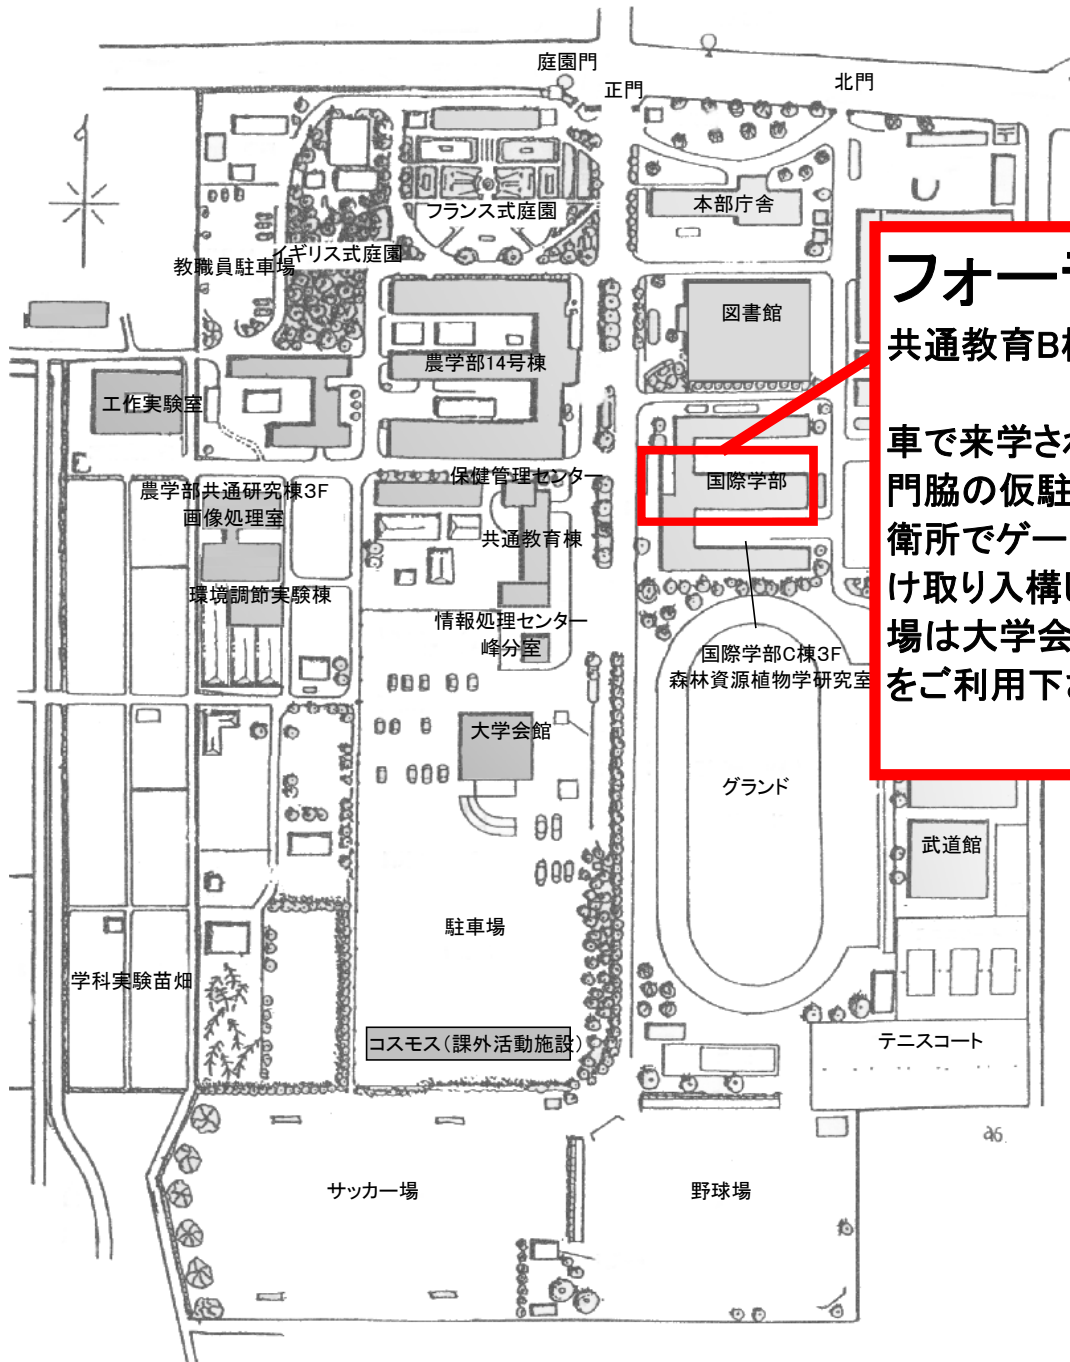 庭園門
正門
北門
本部庁舎
フランス式庭園
イギリス式庭園
教職員駐車場
フォー
共通教育B
図書館
農学部14号棟
工作実験室
車で来学さ
門脇の仮駐
衛所でゲー
け取り入構
場は大学会
をご利用下
保健管理センター
国際学部
農学部共通研究棟3F
画像処理室
共通教育棟
環境調節実験棟
情報処理センター
峰分室
国際学部C棟3F
森林資源植物学研究室
大学会館
グランド
武道館
駐車場
学科実験苗畑
コスモス(課外活動施設)
テニスコート
サッカー場
野球場